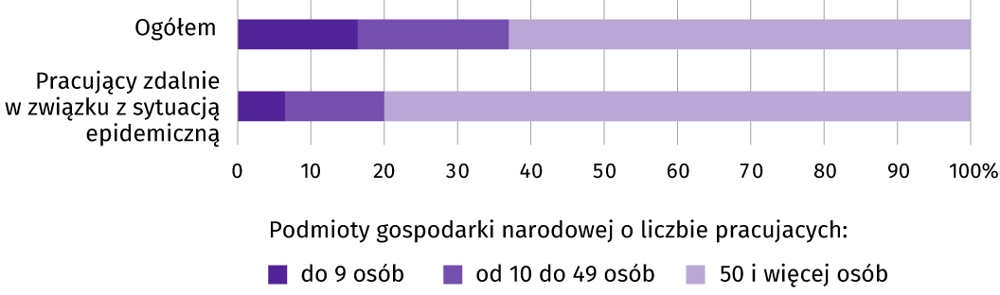 Ogółem
Pracujący zdalnie
w związku z sytuacją
epidemiczną
0 10 20 30 40 50 60 70 80 90 100%
Podmioty gospodarki narodowej o liczbie pracujacych:
do 9 osób od 10 do 49 osób 50 i więcej osób